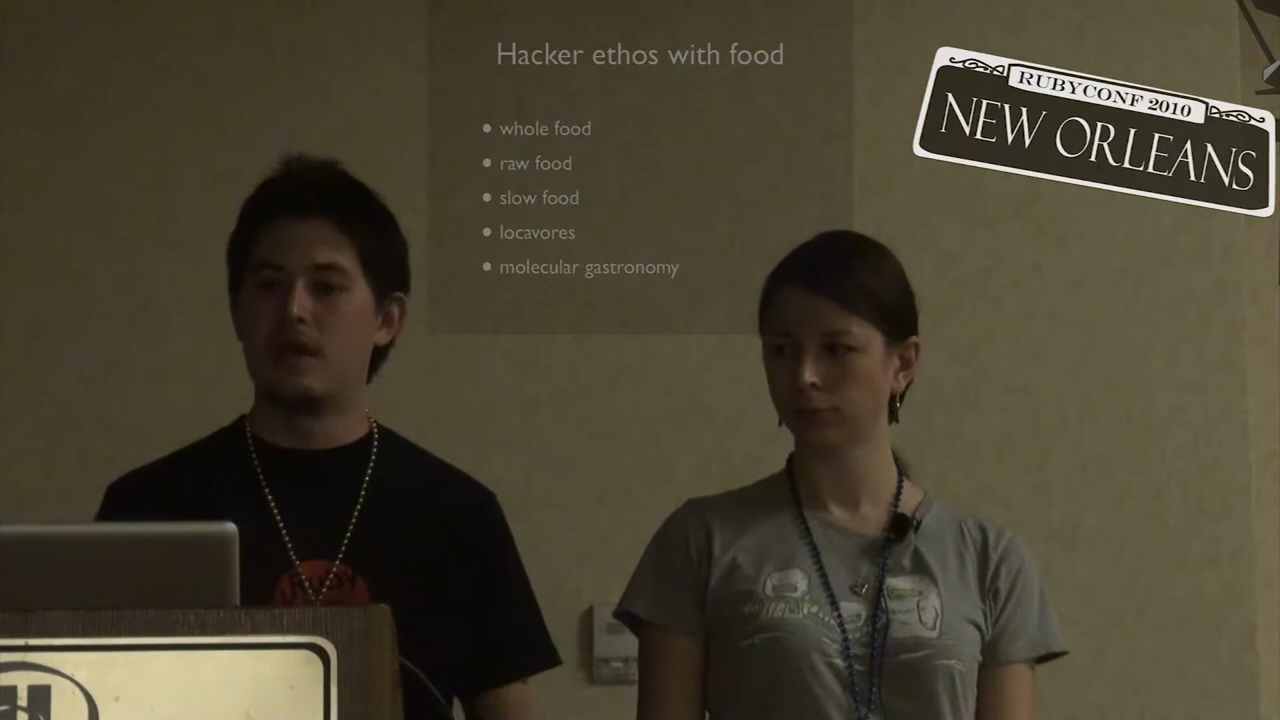 Hacker ethos with food
• whole food
• raw food
• slow food
• locavores
• molecular gastronomy
RUBYCONF 2010
NEW ORLEANS